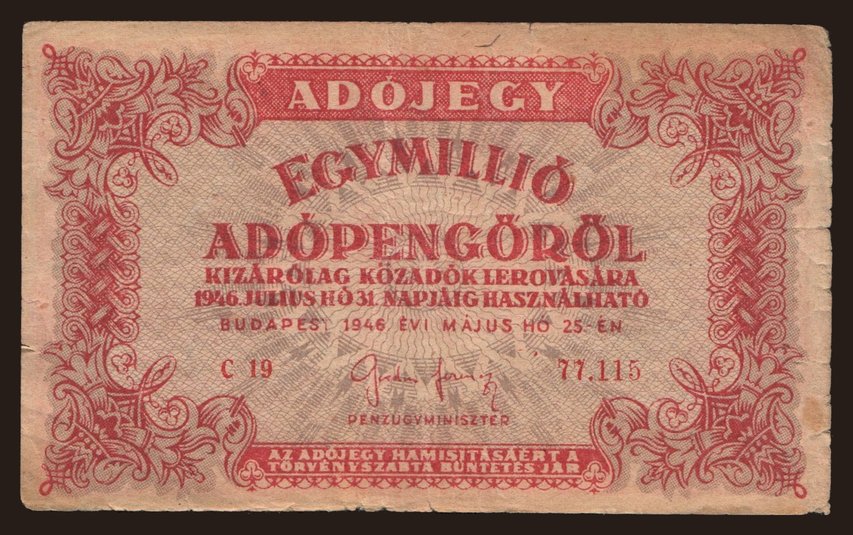 ADÓJEGY
EGYMILLIÓ
ADÓPENGŐRŐL
KIZÁRÓLAG KÖZADÓK LEROVÁSÁRA
1946. JULIUS HÓ 31. NAPJÁIG HASZNÁLHATÓ
BUDAPEST 1946 ÉVI MÁJUS HÓ 25-ÉN
C 19
77.115
PÉNZÜGYMINISZTER
AZ ADÓJEGY HAMISITÁSÁÉRT A
TÖRVÉNYSZABTA BÜNTETÉS JÁR